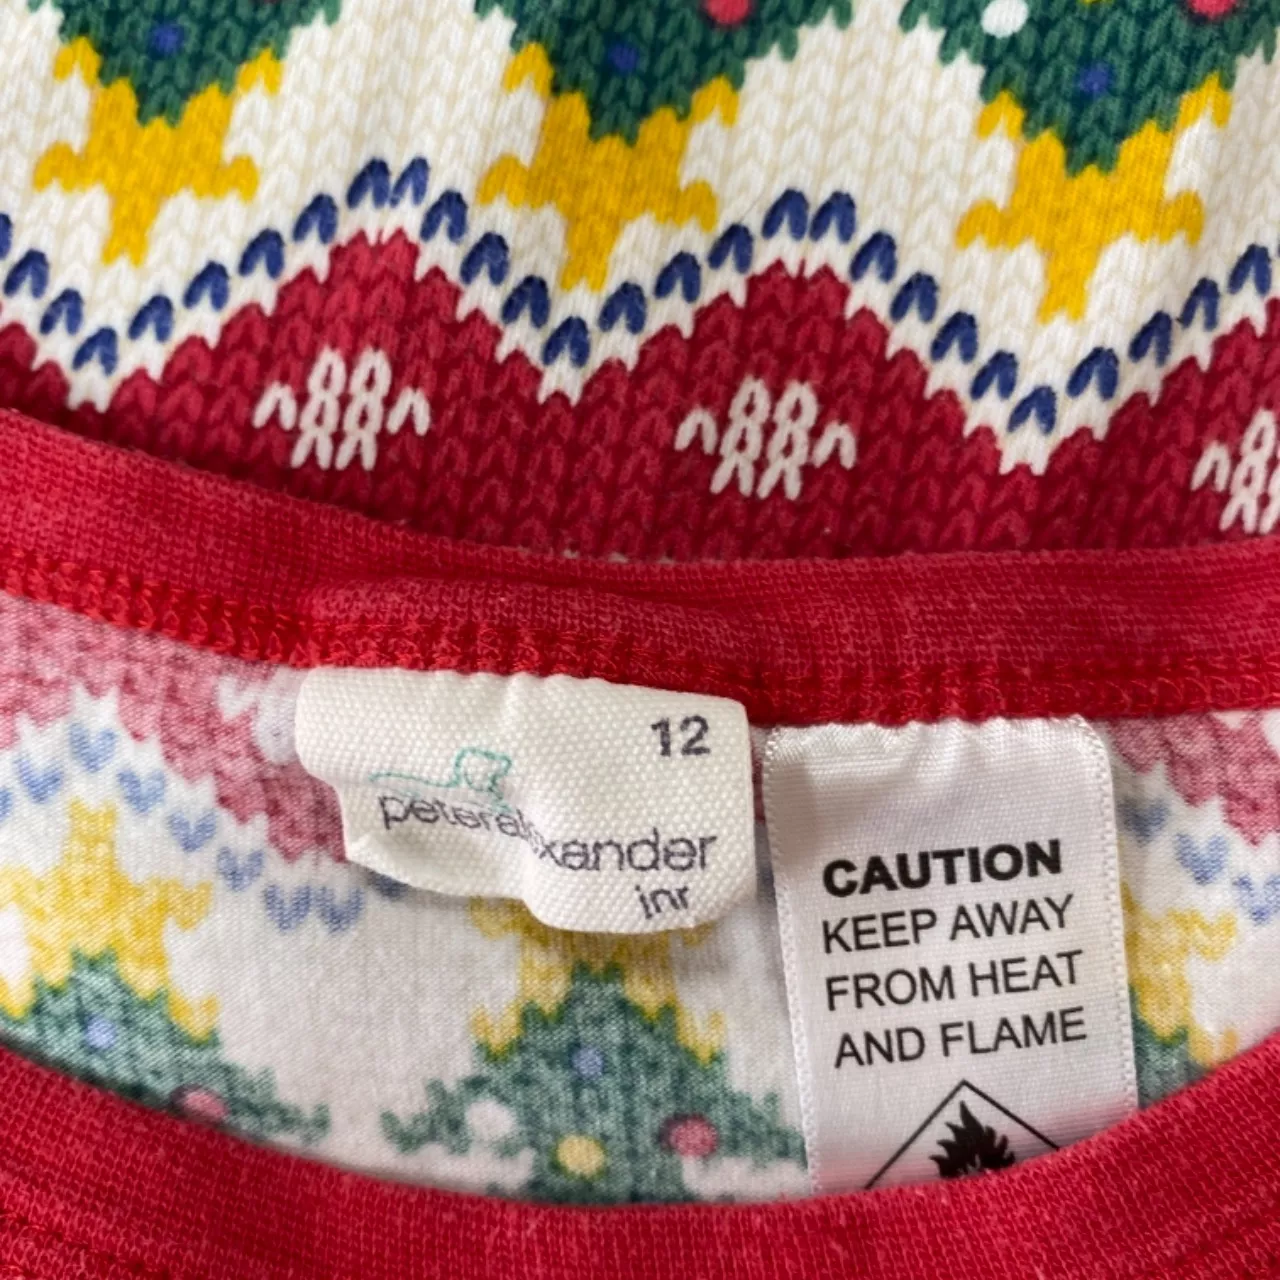 12
peteralexander
jnr
CAUTION
KEEP AWAY
FROM HEAT
AND FLAME